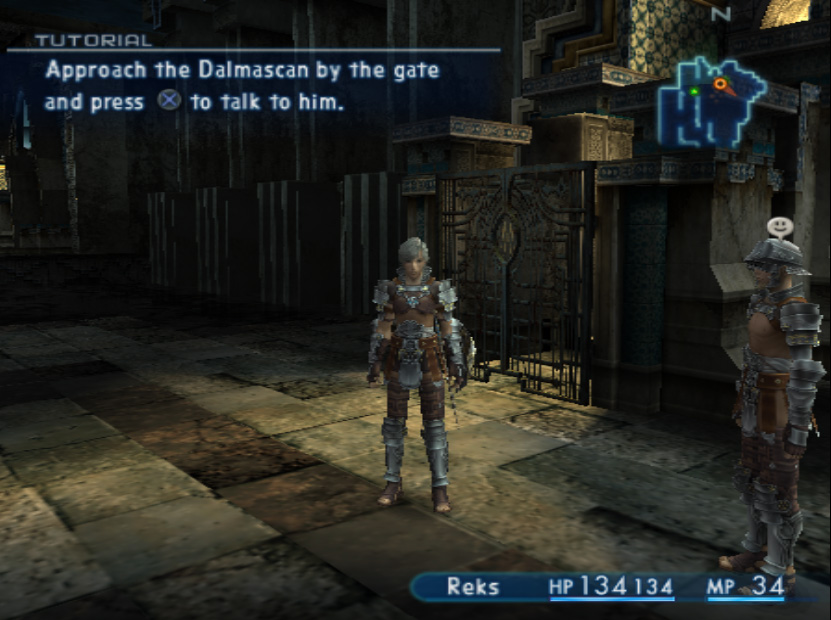 N
TUTORIAL
Approach the Dalmascan by the gate
and press ⓧ to talk to him.
Reks HP 134 134 MP 34